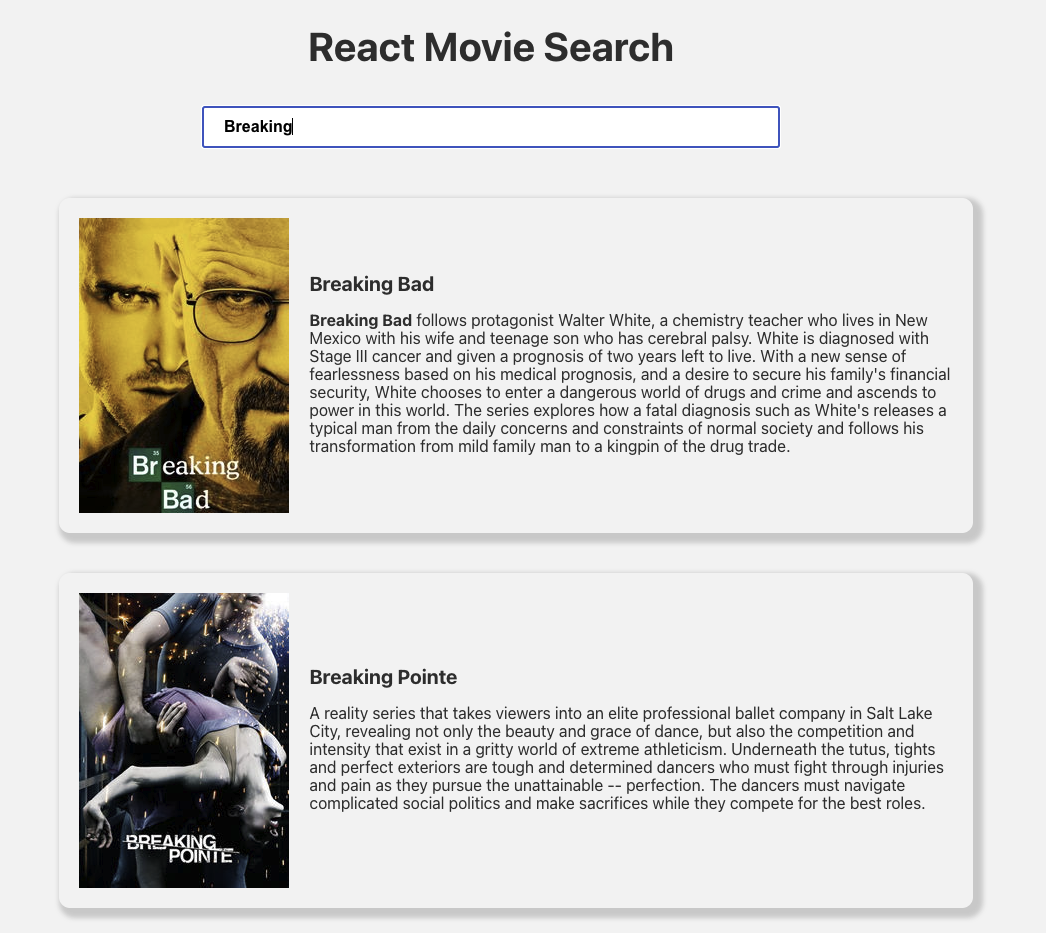 React Movie Search
Breaking
Breaking Bad
Breaking Bad follows protagonist Walter White, a chemistry teacher who lives in New
Mexico with his wife and teenage son who has cerebral palsy. White is diagnosed with
Stage III cancer and given a prognosis of two years left to live. With a new sense of
fearlessness based on his medical prognosis, and a desire to secure his family's financial
security, White chooses to enter a dangerous world of drugs and crime and ascends to
power in this world. The series explores how a fatal diagnosis such as White's releases a
typical man from the daily concerns and constraints of normal society and follows his
transformation from mild family man to a kingpin of the drug trade.
35
Breaking
56
Bad
Breaking Pointe
A reality series that takes viewers into an elite professional ballet company in Salt Lake
City, revealing not only the beauty and grace of dance, but also the competition and
intensity that exist in a gritty world of extreme athleticism. Underneath the tutus, tights
and perfect exteriors are tough and determined dancers who must fight through injuries
and pain as they pursue the unattainable -- perfection. The dancers must navigate
complicated social politics and make sacrifices while they compete for the best roles.
BREAKING
POINTE